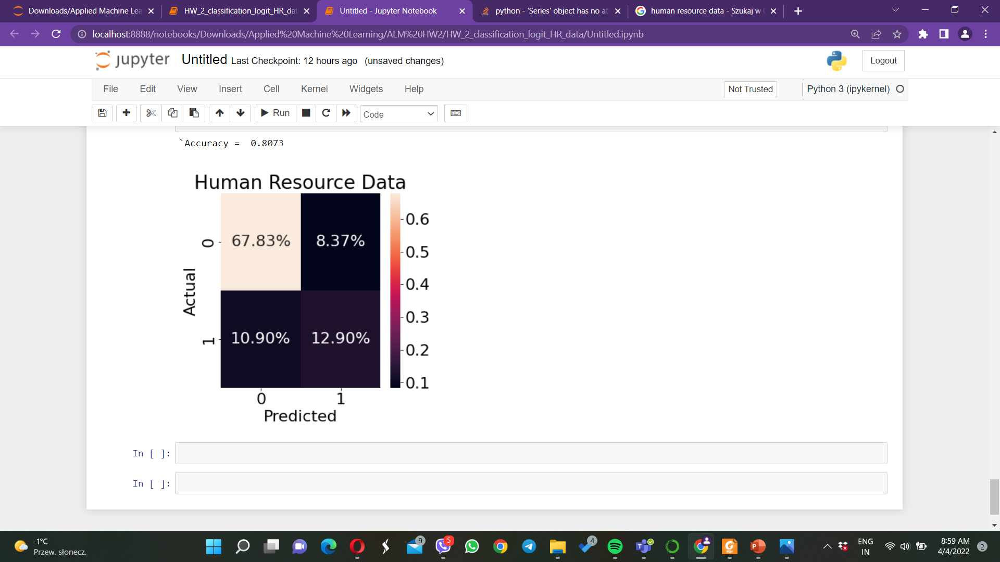 Downloads/Applied Machine Lea
HW_2_classification_logit_HR_dat
Untitled - Jupyter Notebook
python - 'Series' object has no at
human resource data - Szukaj w
localhost:8888/notebooks/Downloads/Applied%20Machine%20Learning/ALM%20HW2/HW_2_classification_logit_HR_data/Untitled.ipynb
jupyter Untitled Last Checkpoint: 12 hours ago (unsaved changes)
Logout
File Edit View Insert Cell Kernel Widgets Help
Not Trusted
Python 3 (ipykernel)
Run
Code
`Accuracy = 0.8073
Human Resource Data
67.83% 8.37%
10.90% 12.90%
0
1
Actual
0 1
Predicted
0.6
0.5
0.4
0.3
0.2
0.1
In [ ]:
In [ ]:
-1°C
Przew. słonecz.
9
5
4
ENG
IN
8:59 AM
4/4/2022
2